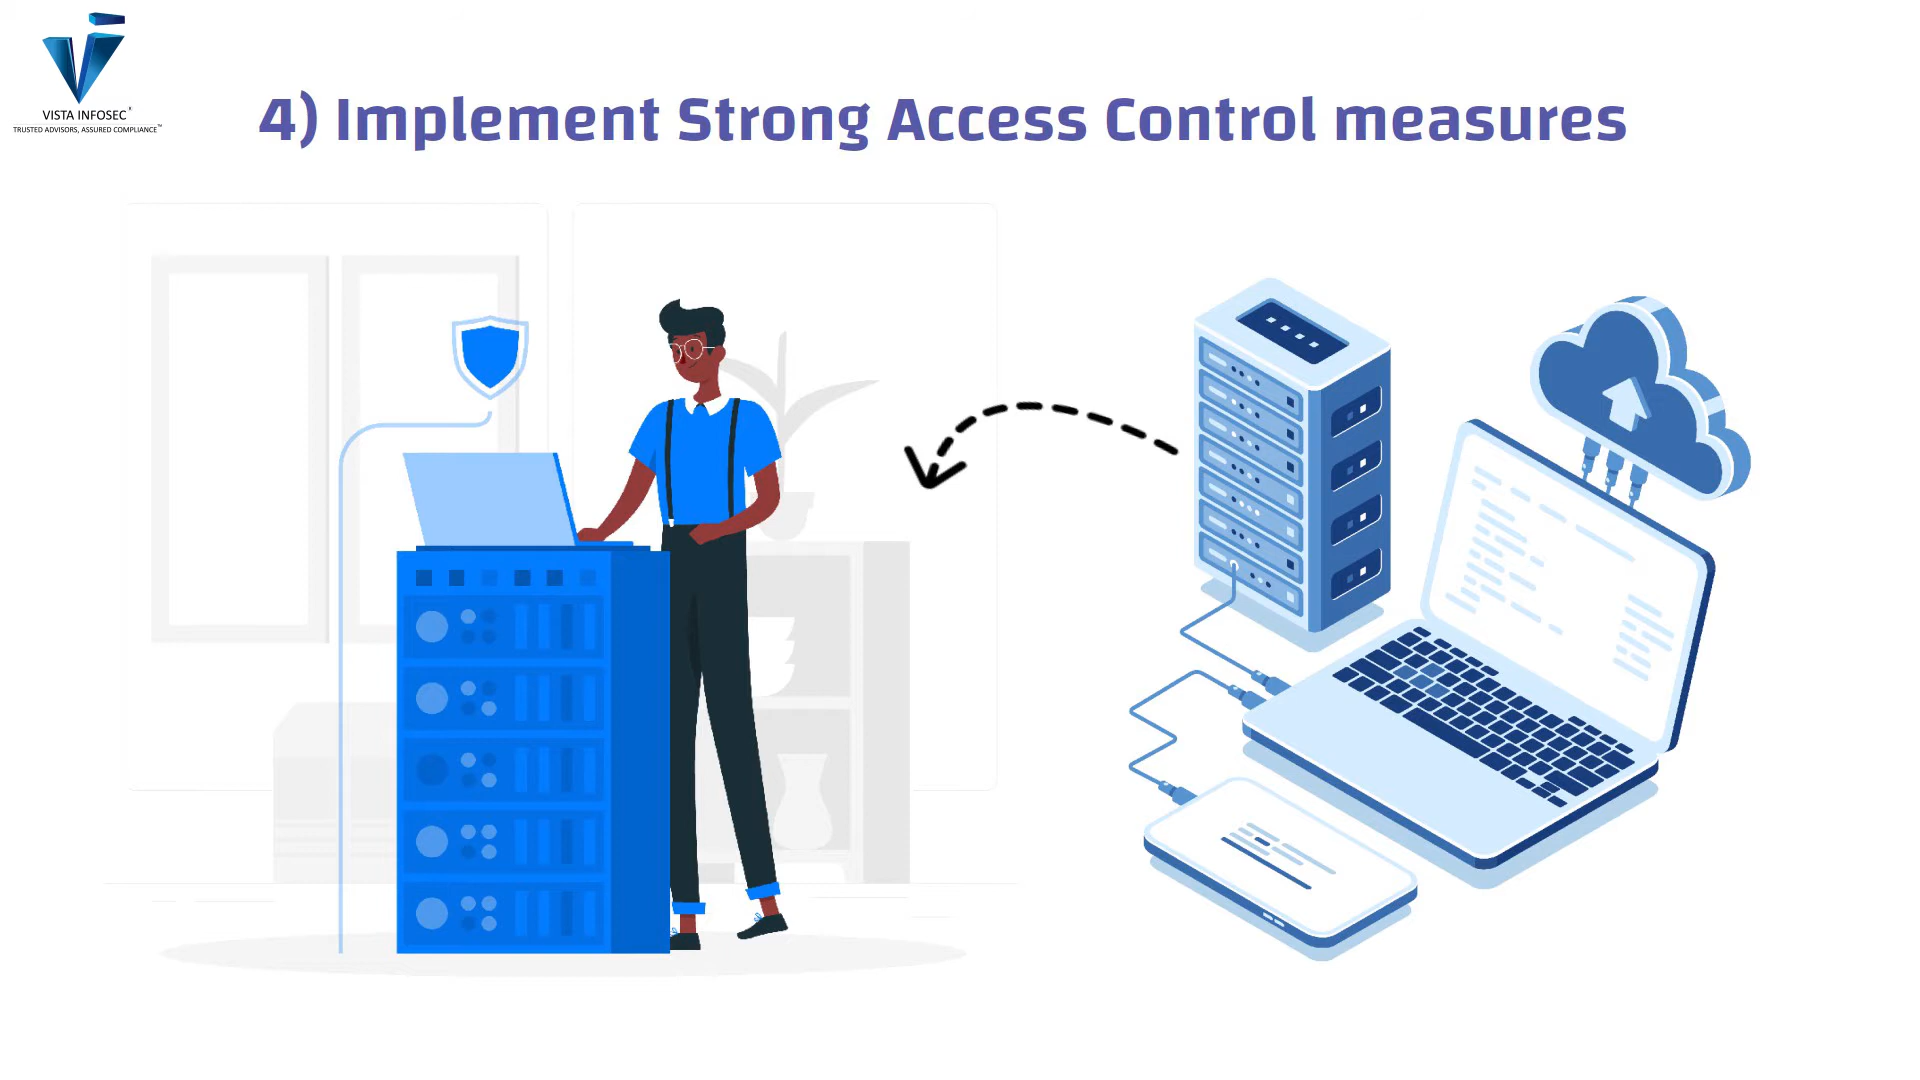 VISTA INFOSEC®
TRUSTED ADVISORS, ASSURED COMPLIANCE™
4) Implement Strong Access Control measures